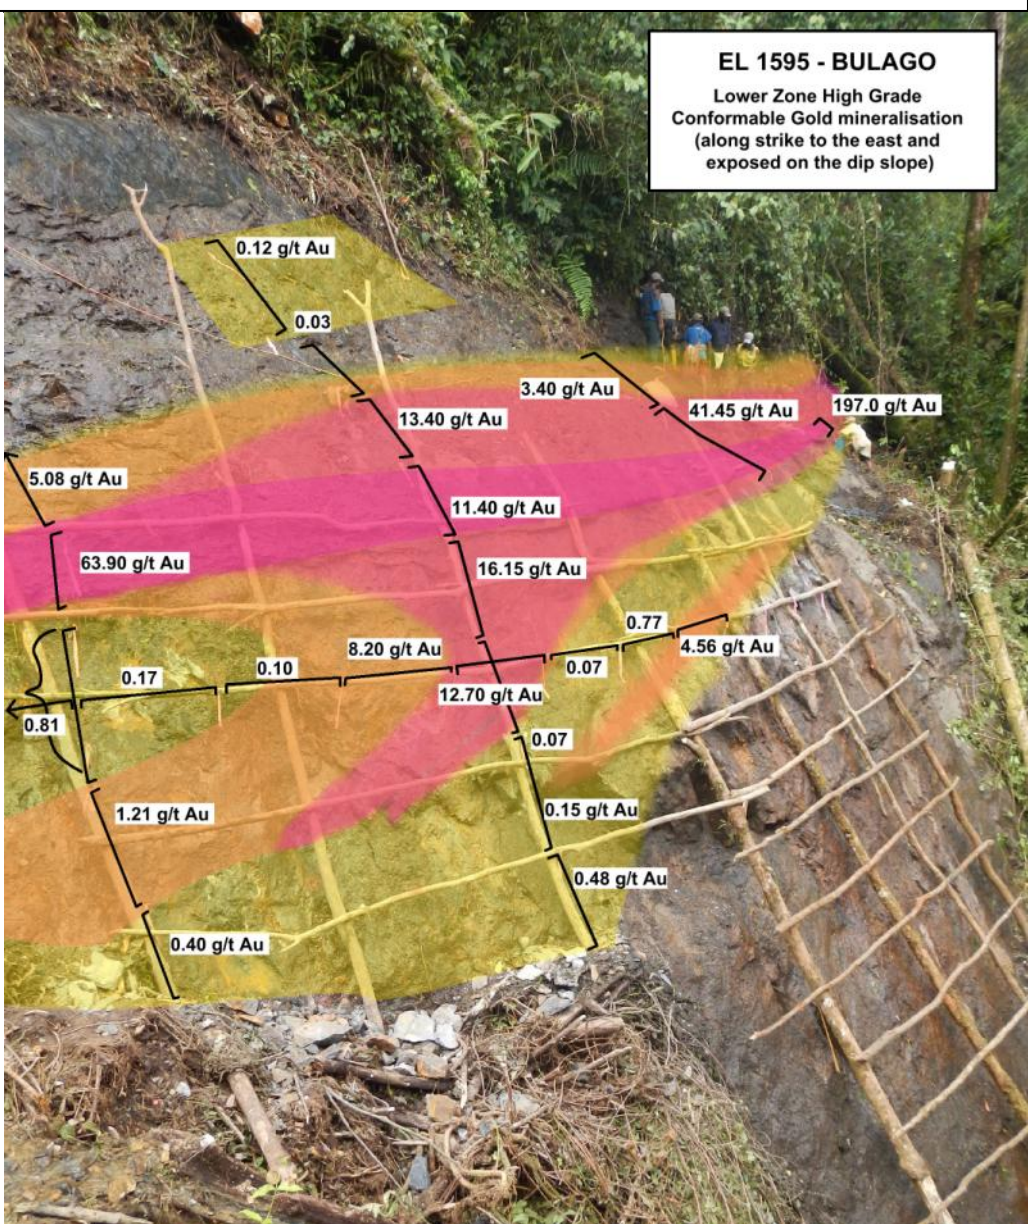 EL 1595 - BULAGO
Lower Zone High Grade
Conformable Gold mineralisation
(along strike to the east and
exposed on the dip slope)
0.12 g/t Au
0.03
3.40 g/t Au
13.40 g/t Au
41.45 g/t Au
197.0 g/t Au
5.08 g/t Au
11.40 g/t Au
63.90 g/t Au
16.15 g/t Au
0.77
8.20 g/t Au
4.56 g/t Au
0.17
0.10
0.07
12.70 g/t Au
0.81
0.07
1.21 g/t Au
0.15 g/t Au
0.48 g/t Au
0.40 g/t Au